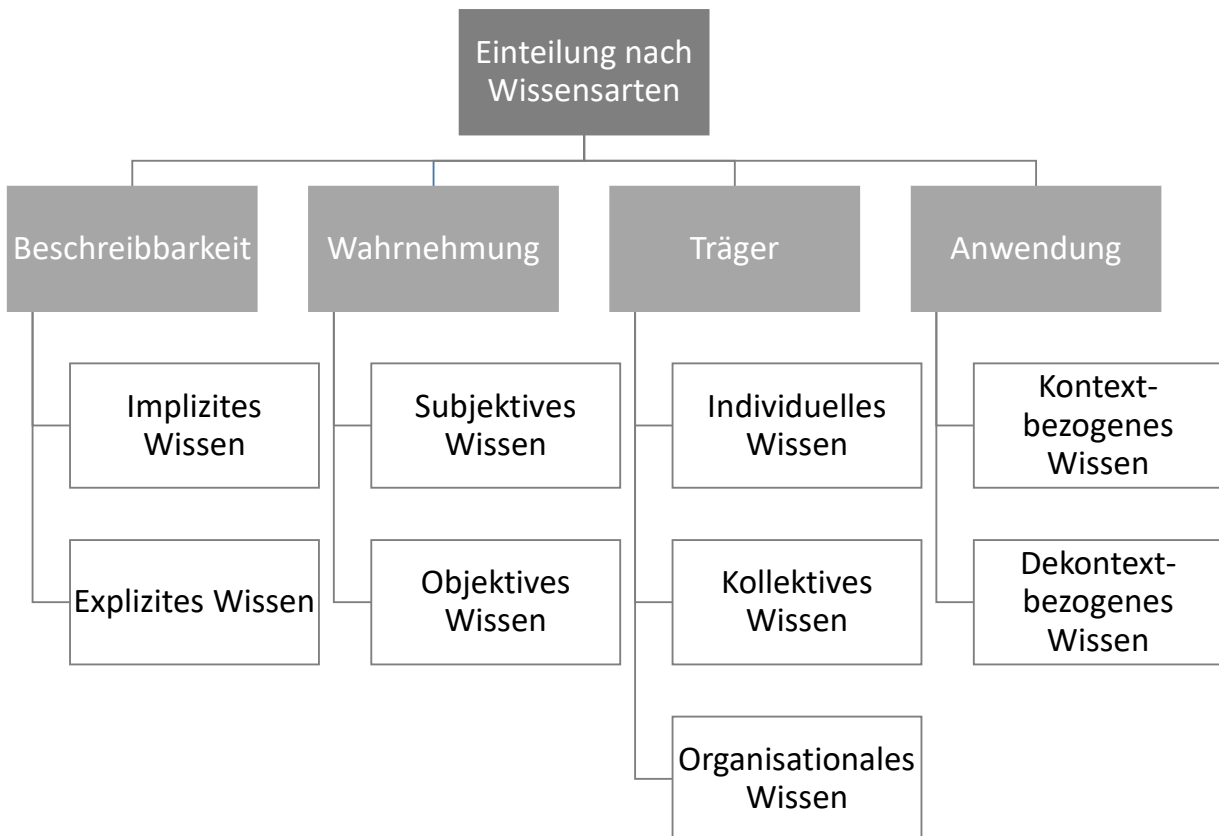 Einteilung nach
Wissensarten
Beschreibbarkeit
Wahrnehmung
Träger
Anwendung
Implizites
Wissen
Subjektives
Wissen
Individuelles
Wissen
Kontext-
bezogenes
Wissen
Explizites Wissen
Objektives
Wissen
Kollektives
Wissen
Dekontext-
bezogenes
Wissen
Organisationales
Wissen